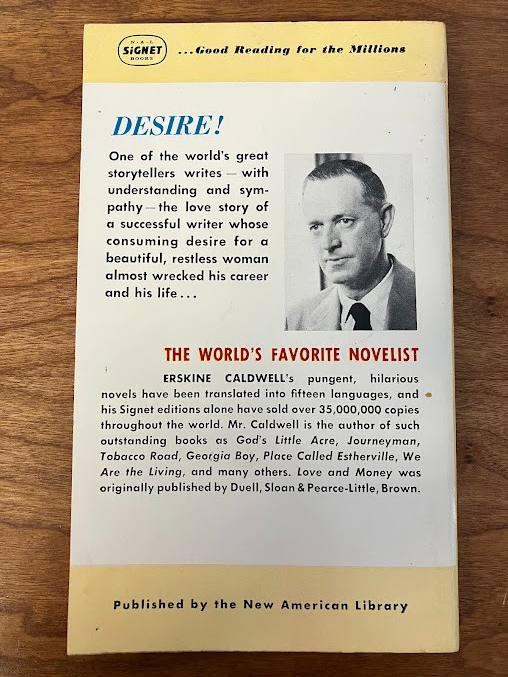 N·A·L
SIGNET
BOOKS
...Good Reading for the Millions
DESIRE!
One of the world's great
storytellers writes — with
understanding and sym-
pathy — the love story of
a successful writer whose
consuming desire for a
beautiful, restless woman
almost wrecked his career
and his life...
THE WORLD'S FAVORITE NOVELIST
ERSKINE CALDWELL's pungent, hilarious
novels have been translated into fifteen languages, and
his Signet editions alone have sold over 35,000,000 copies
throughout the world. Mr. Caldwell is the author of such
outstanding books as God's Little Acre, Journeyman,
Tobacco Road, Georgia Boy, Place Called Estherville, We
Are the Living, and many others. Love and Money was
originally published by Duell, Sloan & Pearce-Little, Brown.
Published by the New American Library